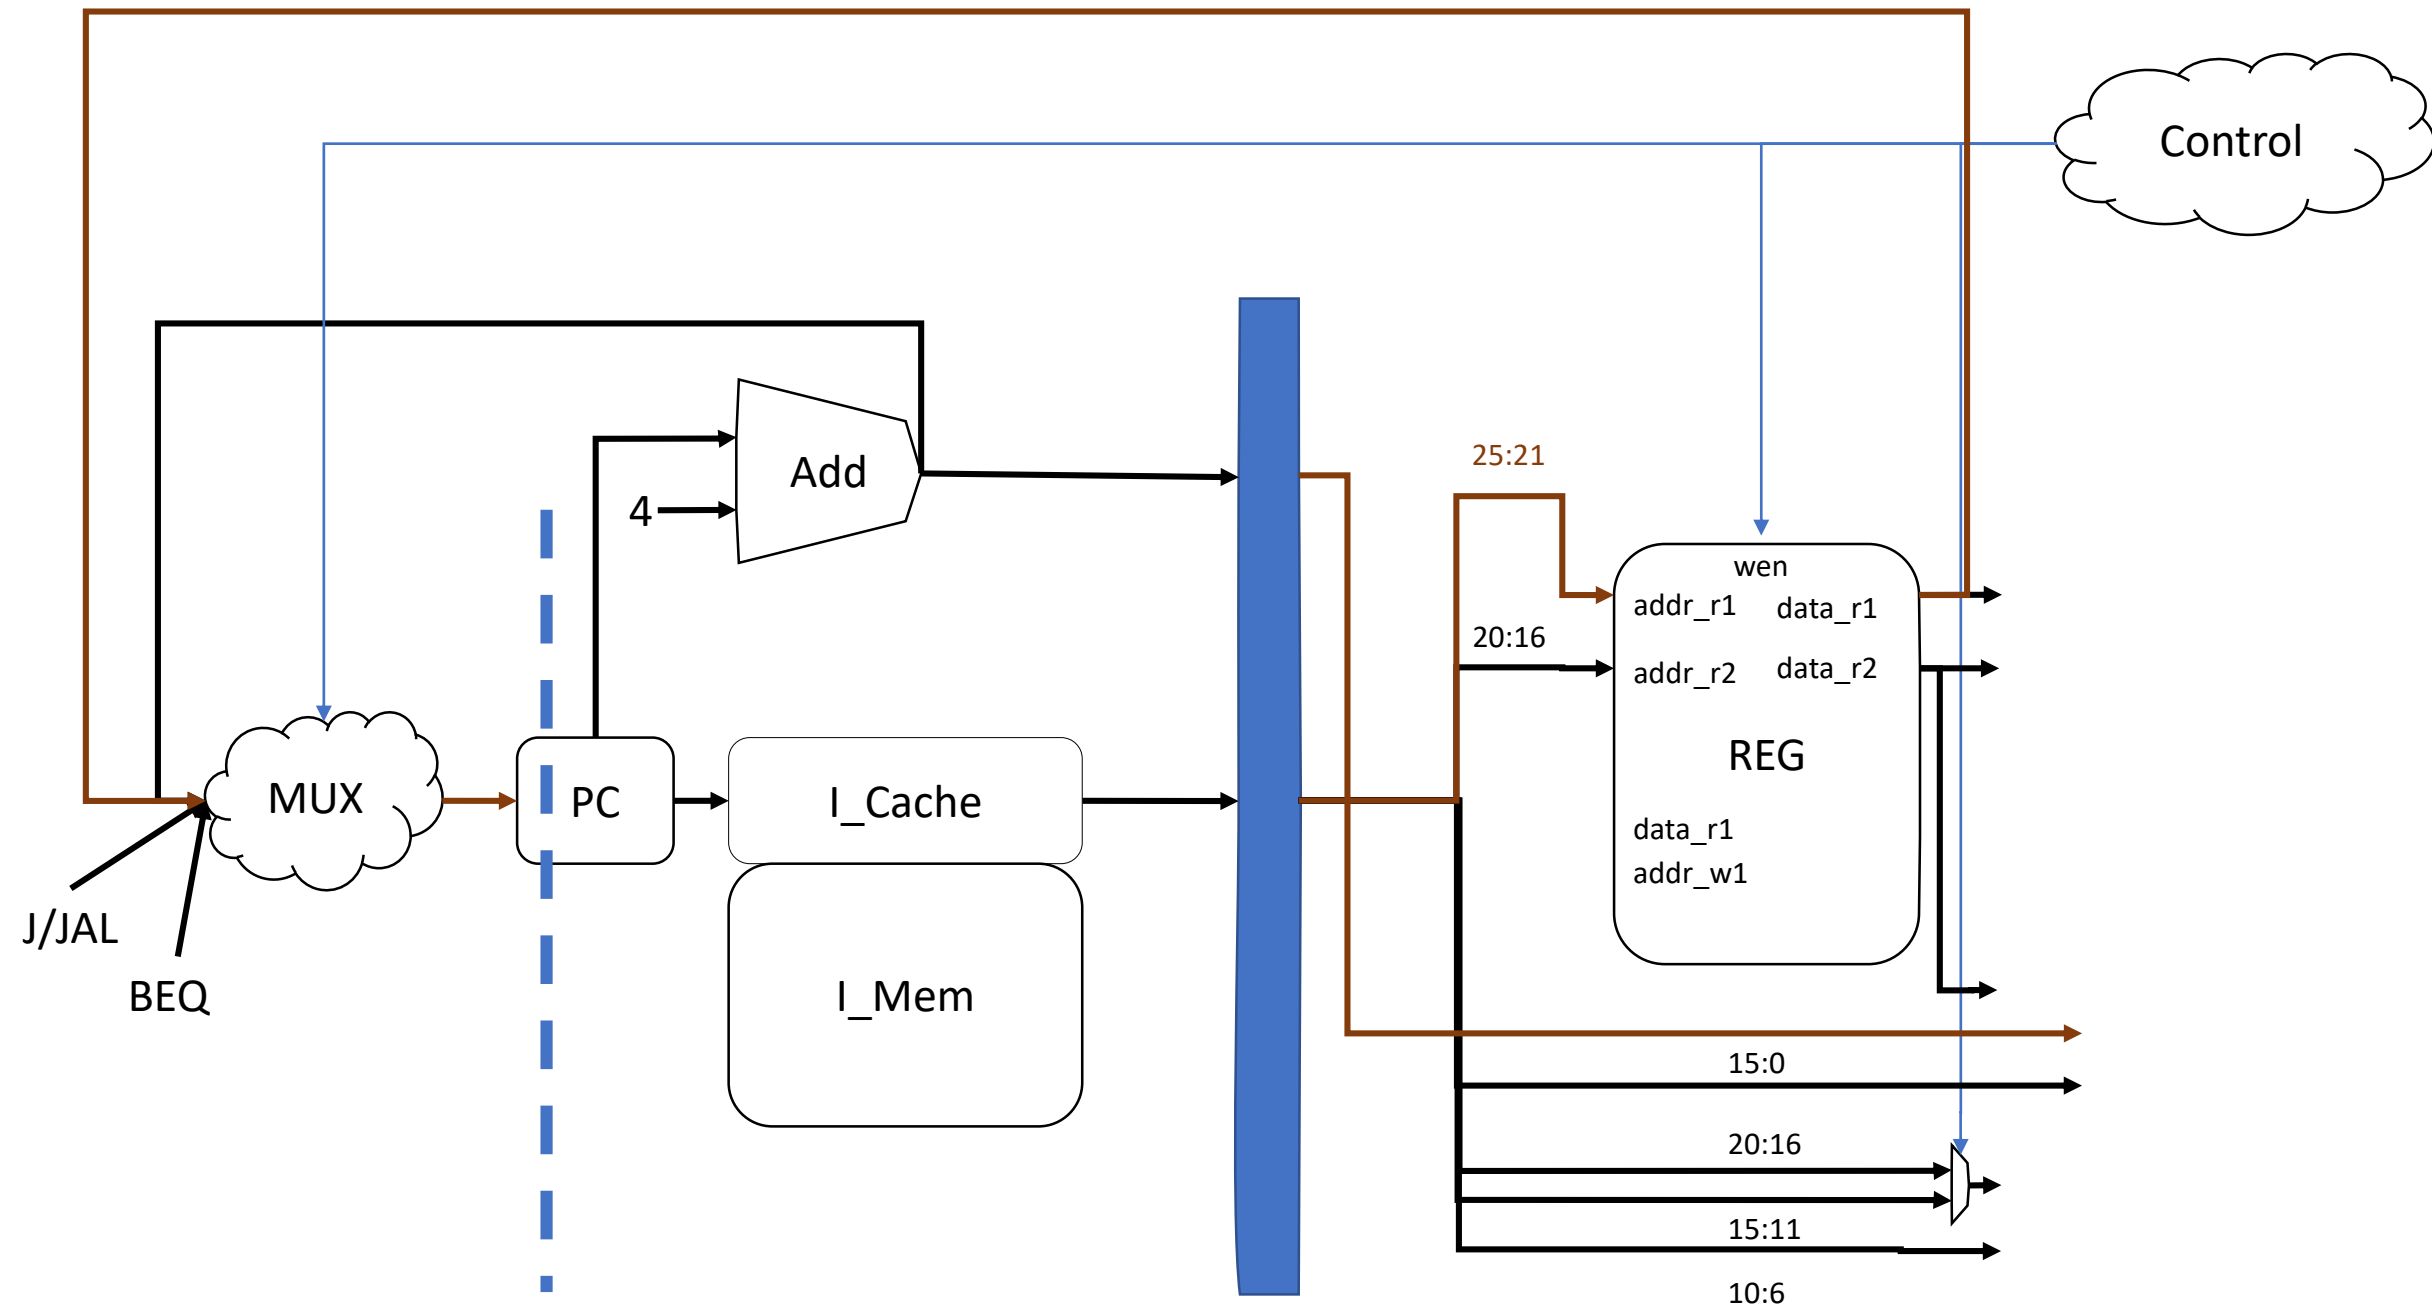 Control
25:21
Add
4
wen
addr_r1 data_r1
20:16
addr_r2 data_r2
REG
MUX
PC
I_Cache
data_r1
addr_w1
J/JAL
BEQ
I_Mem
15:0
20:16
15:11
10:6